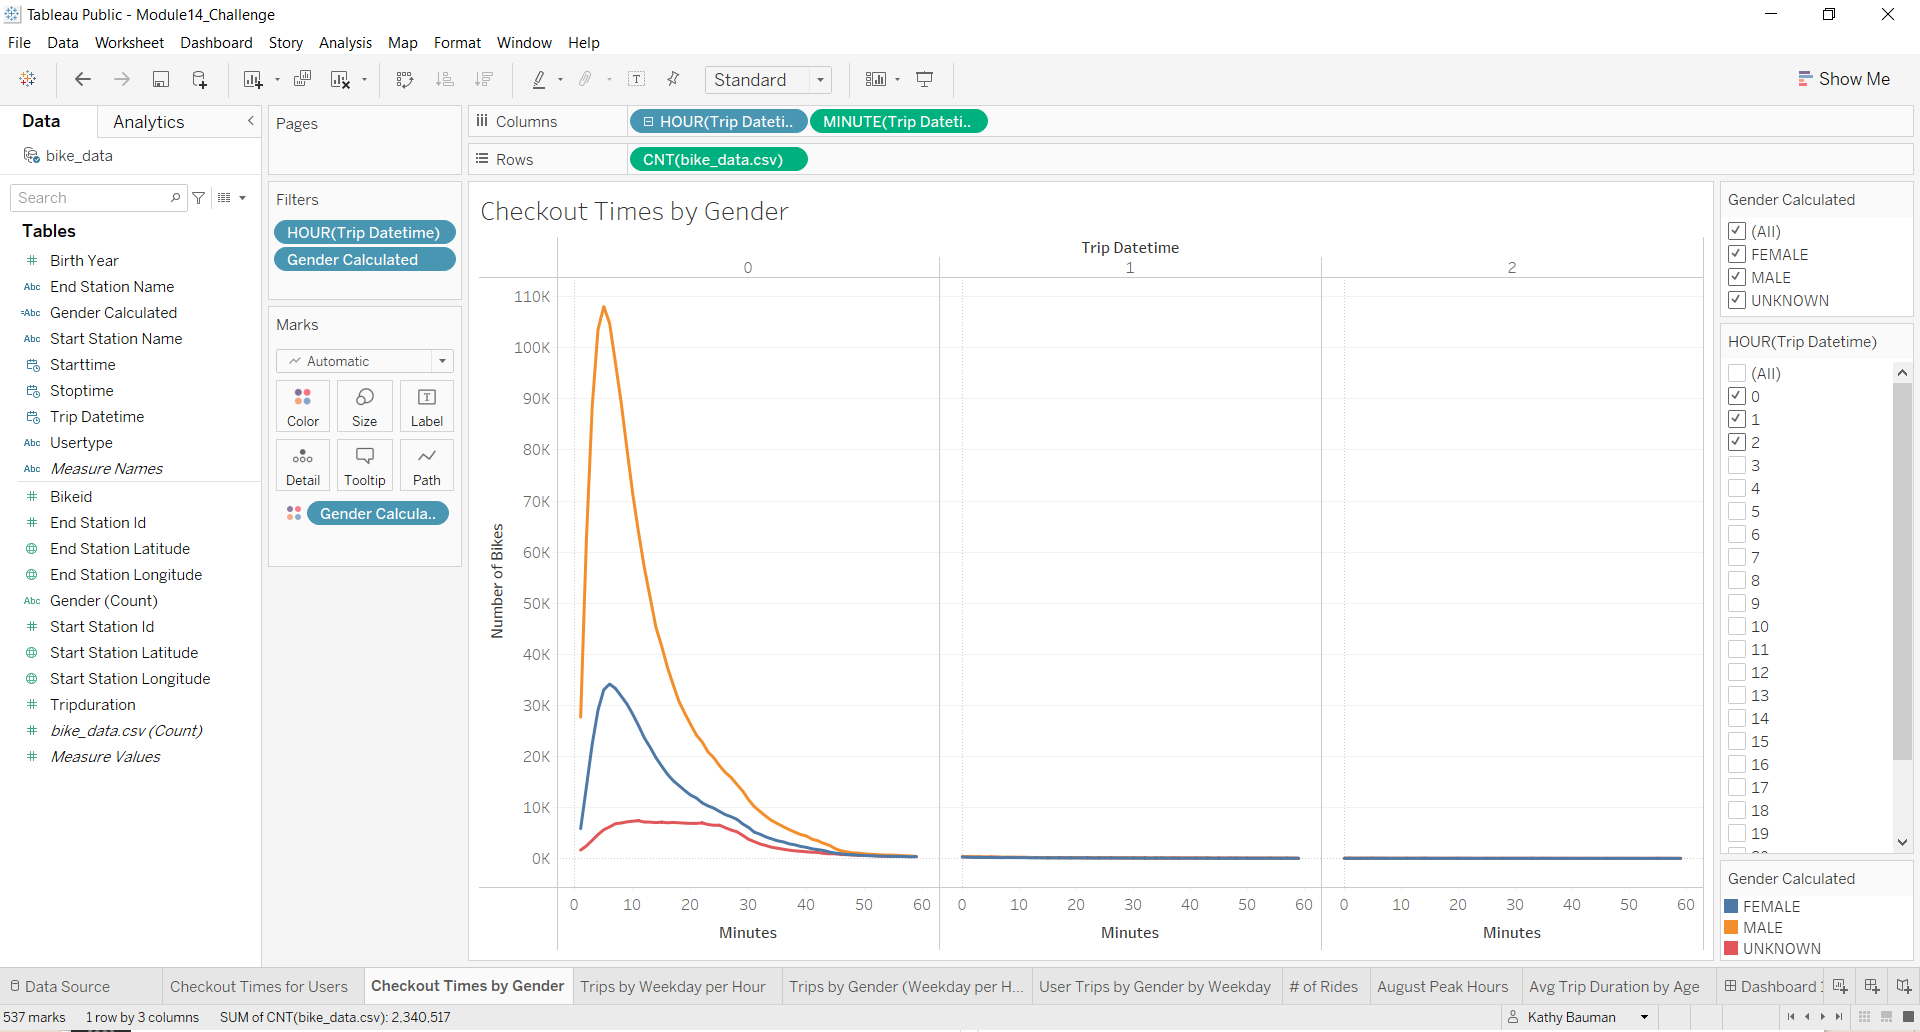 Tableau Public - Module14_Challenge
File Data Worksheet Dashboard Story Analysis Map Format Window Help
Standard
Show Me
Data Analytics
bike_data
Search
Tables
Birth Year
Abc End Station Name
=Abc Gender Calculated
Abc Start Station Name
Starttime
Stoptime
Trip Datetime
Abc Usertype
Abc Measure Names
Bikeid
End Station Id
End Station Latitude
End Station Longitude
Abc Gender (Count)
Start Station Id
Start Station Latitude
Start Station Longitude
Tripduration
bike_data.csv (Count)
Measure Values
Pages
Filters
HOUR(Trip Datetime)
Gender Calculated
Marks
Automatic
Color Size Label
Detail Tooltip Path
Gender Calcula..
Columns HOUR(Trip Dateti.. MINUTE(Trip Dateti..
Rows CNT(bike_data.csv)
Checkout Times by Gender
Trip Datetime
0 1 2
110K
100K
90K
80K
70K
60K
50K
40K
30K
20K
10K
0K
Number of Bikes
0 10 20 30 40 50 60 0 10 20 30 40 50 60 0 10 20 30 40 50 60
Minutes Minutes Minutes
Gender Calculated
(All)
FEMALE
MALE
UNKNOWN
HOUR(Trip Datetime)
(All)
0
1
2
3
4
5
6
7
8
9
10
11
12
13
14
15
16
17
18
19
Gender Calculated
FEMALE
MALE
UNKNOWN
Data Source Checkout Times for Users Checkout Times by Gender Trips by Weekday per Hour Trips by Gender (Weekday per H... User Trips by Gender by Weekday # of Rides August Peak Hours Avg Trip Duration by Age Dashboard
537 marks 1 row by 3 columns SUM of CNT(bike_data.csv): 2,340,517 Kathy Bauman